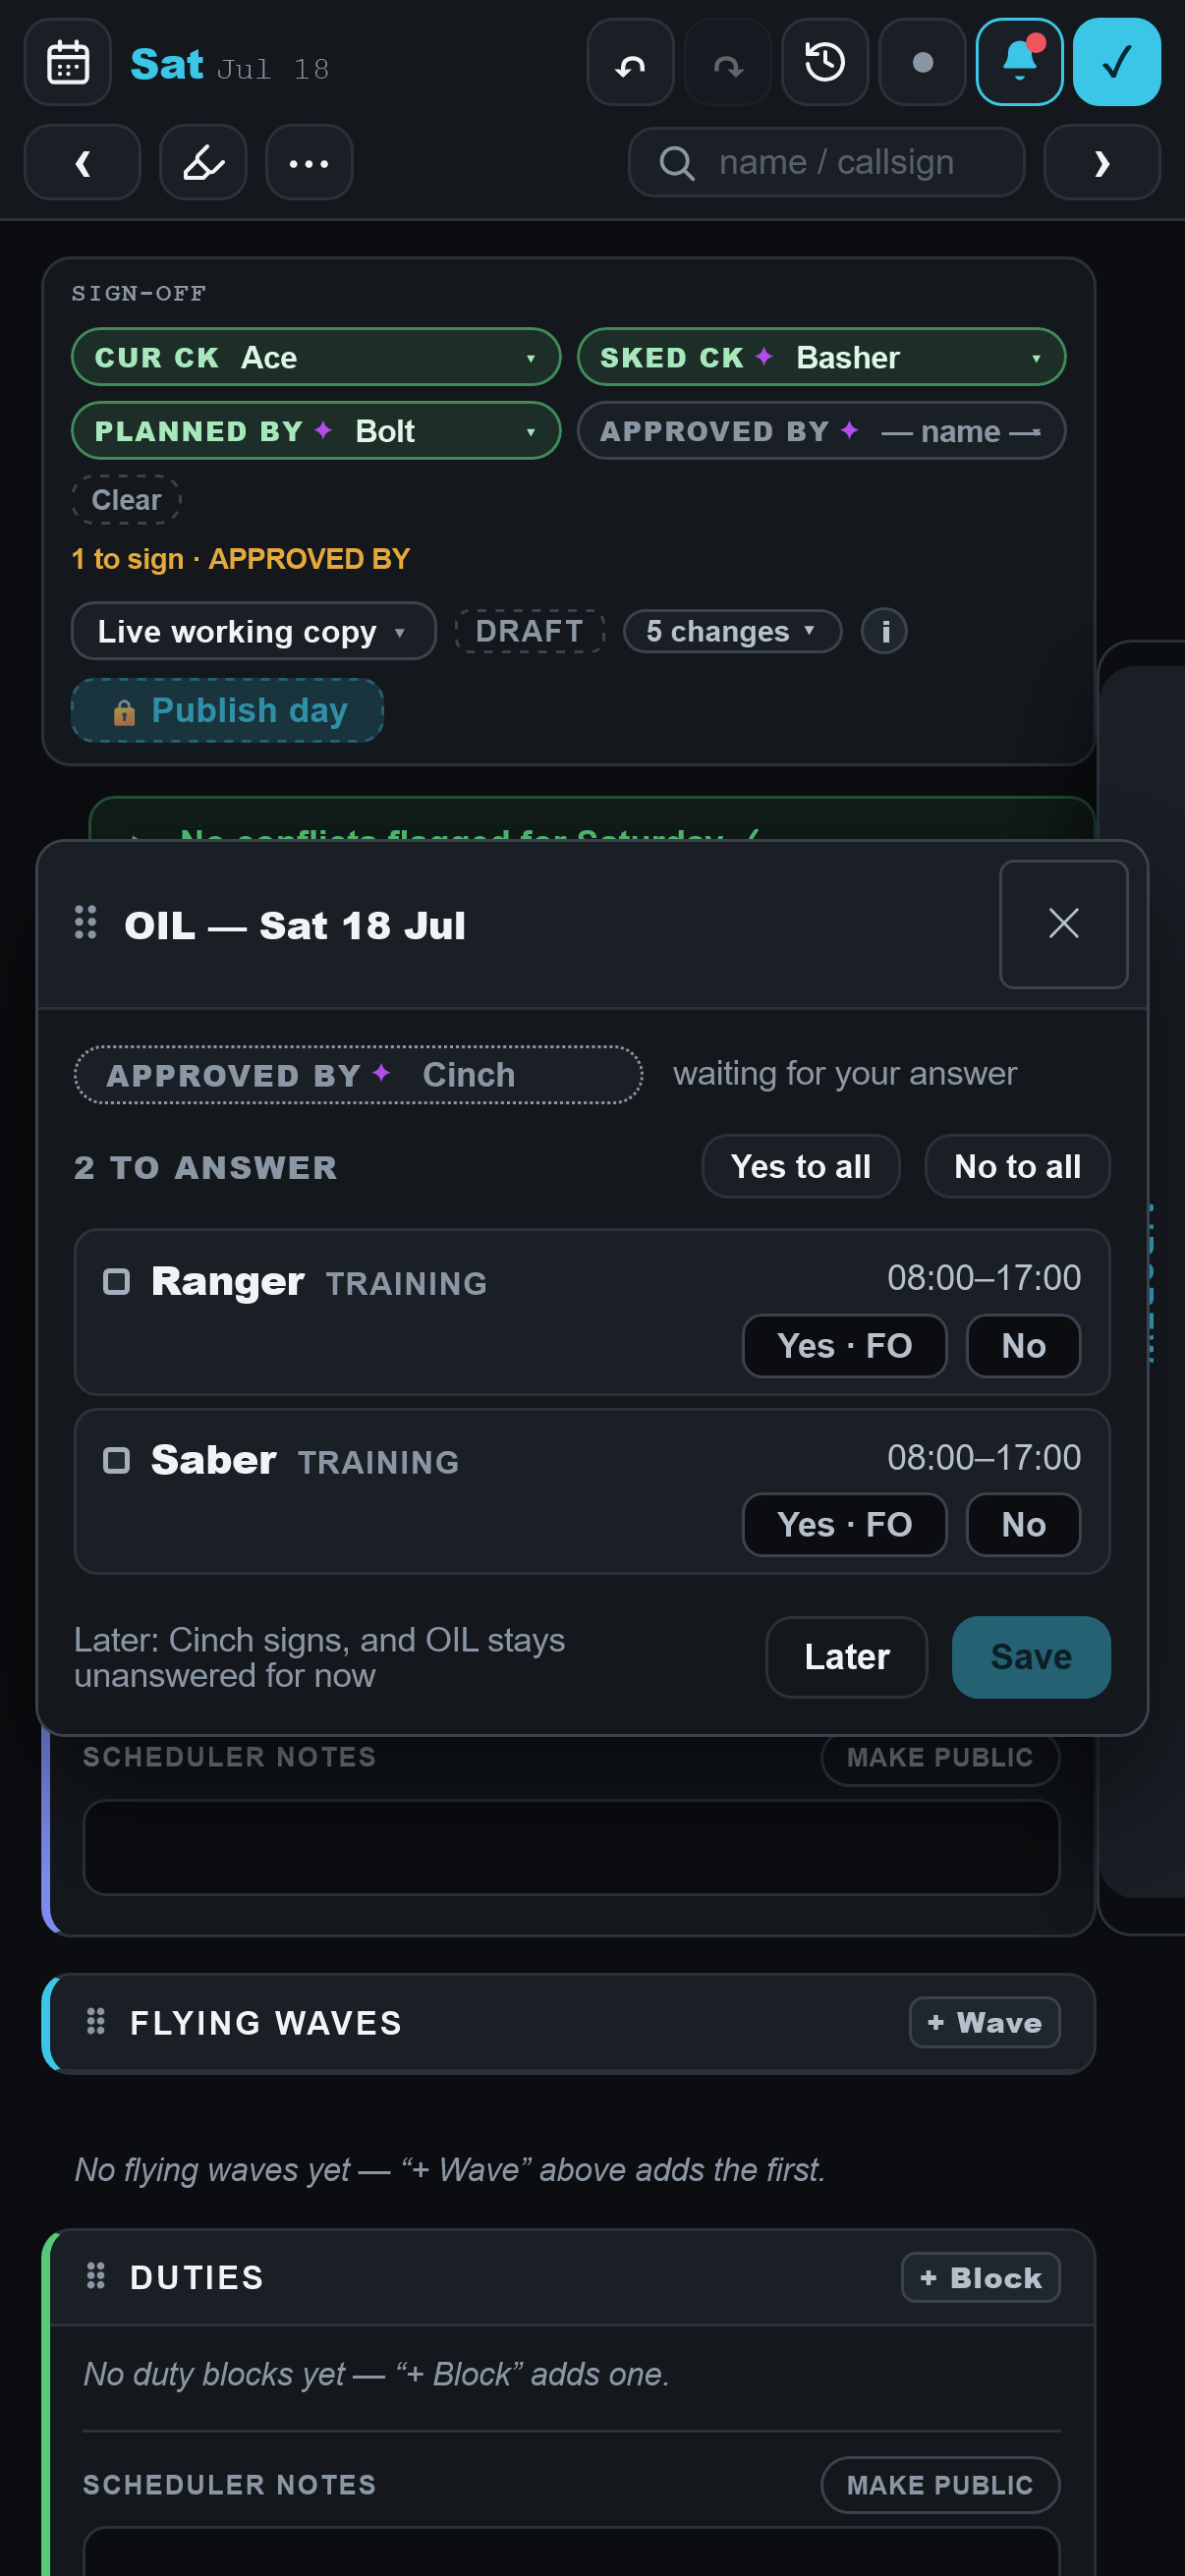 Sat Jul 18
name / callsign
SIGN-OFF
CUR CK Ace
SKED CK Basher
PLANNED BY Bolt
APPROVED BY — name —
Clear
1 to sign · APPROVED BY
Live working copy
DRAFT
5 changes
i
Publish day
No conflicts flagged for Saturday ✓
OIL — Sat 18 Jul
APPROVED BY Cinch
waiting for your answer
2 TO ANSWER
Yes to all
No to all
Ranger TRAINING
08:00–17:00
Yes · FO
No
Saber TRAINING
08:00–17:00
Yes · FO
No
Later: Cinch signs, and OIL stays
unanswered for now
Later
Save
SCHEDULER NOTES
MAKE PUBLIC
FLYING WAVES
+ Wave
No flying waves yet — “+ Wave” above adds the first.
DUTIES
+ Block
No duty blocks yet — “+ Block” adds one.
SCHEDULER NOTES
MAKE PUBLIC